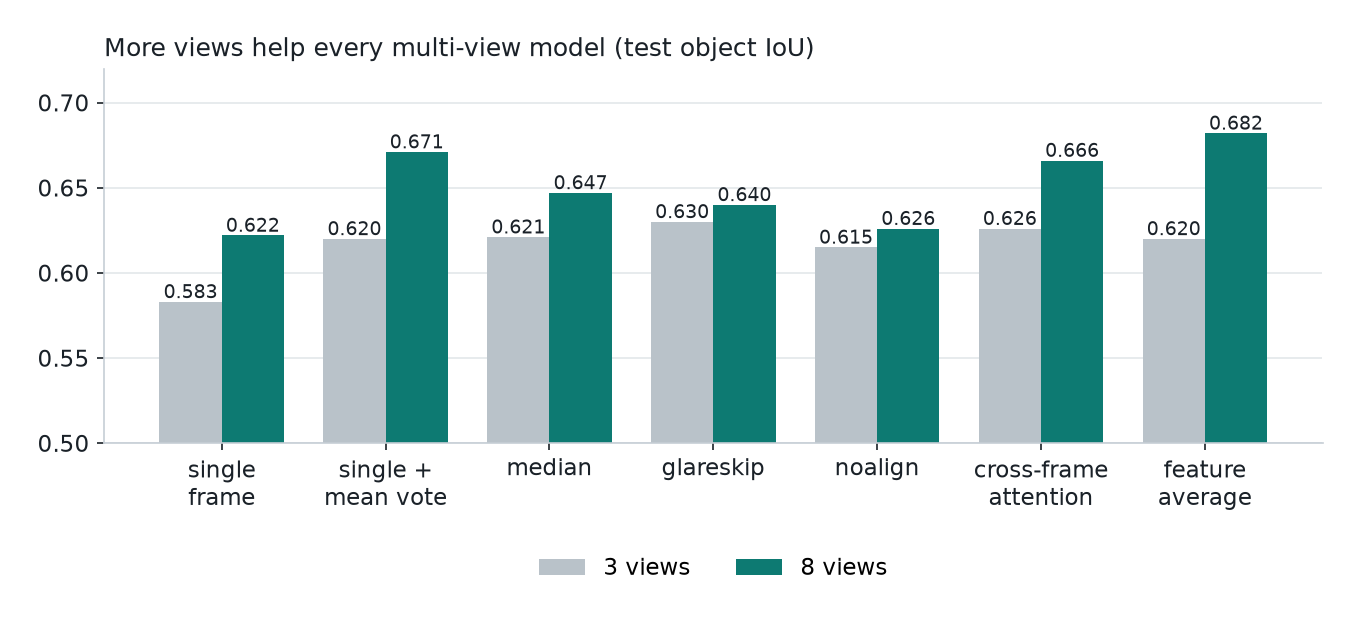 More views help every multi-view model (test object IoU)
0.70
0.65
0.60
0.55
0.50
0.583
0.622
0.620
0.671
0.621
0.647
0.630
0.640
0.615
0.626
0.626
0.666
0.620
0.682
single
frame
single +
mean vote
median
glareskip
noalign
cross-frame
attention
feature
average
3 views
8 views